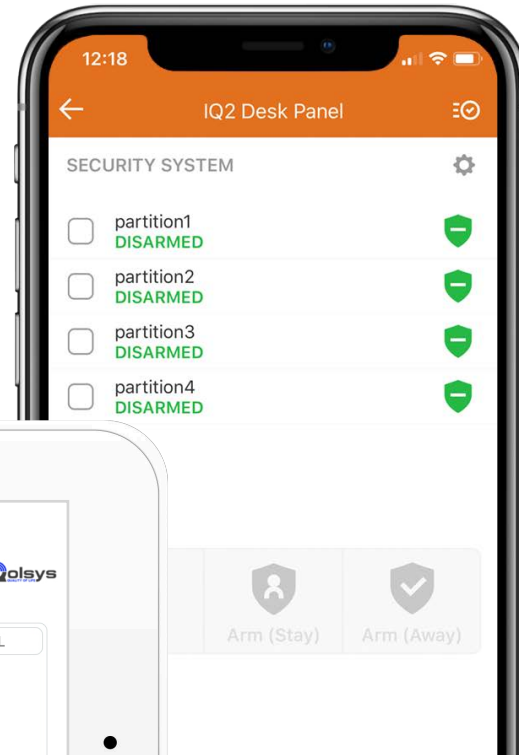 12:18
IQ2 Desk Panel
SECURITY SYSTEM
partition1
DISARMED
partition2
DISARMED
partition3
DISARMED
partition4
DISARMED
olsys
Arm (Stay)
Arm (Away)